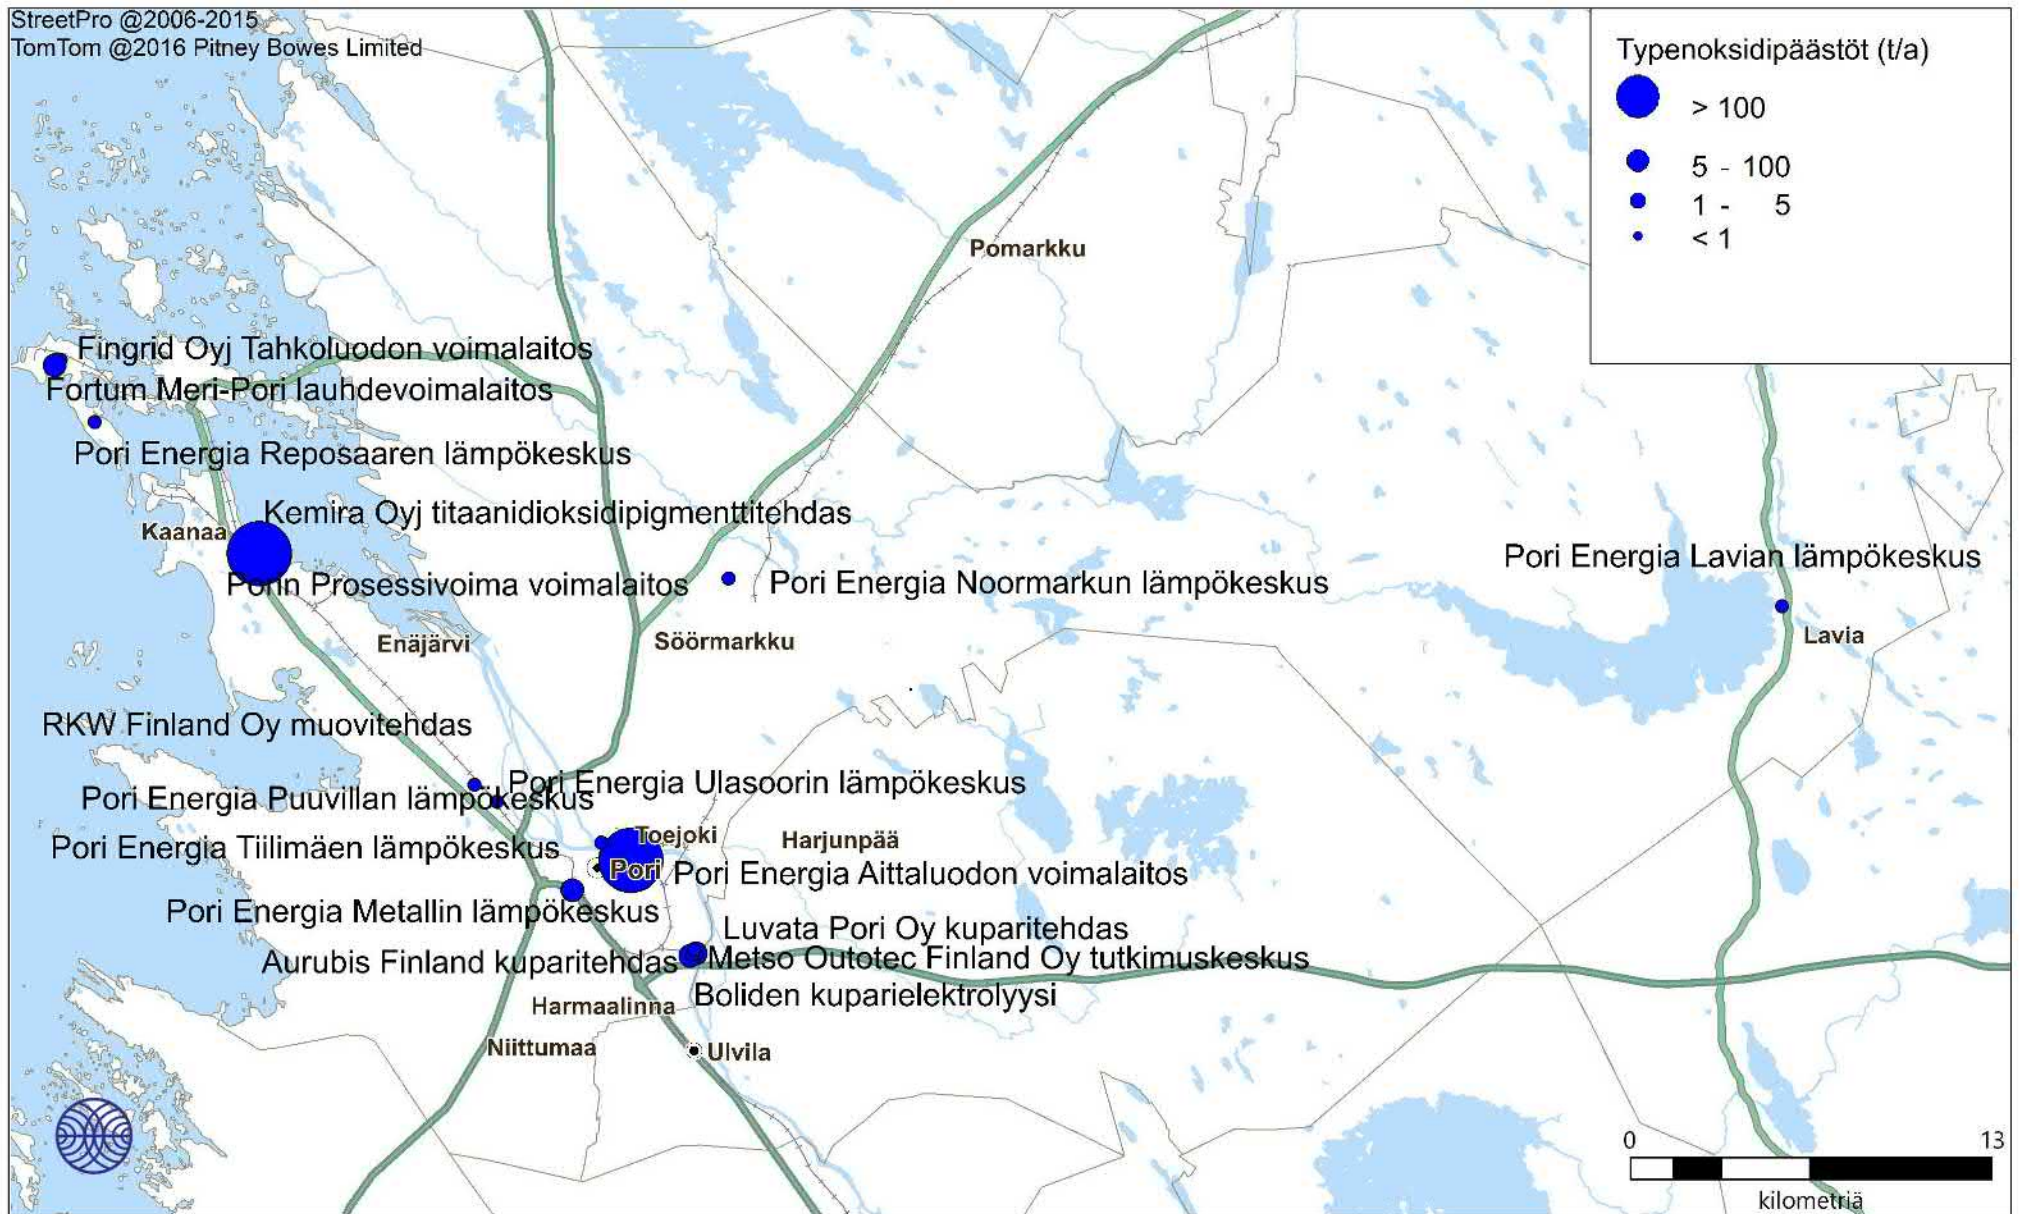 StreetPro @2006-2015
TomTom @2016 Pitney Bowes Limited
Typenoksidipäästöt (t/a)
> 100
5 - 100
1 - 5
< 1
Pomarkku
Fingrid Oyj Tahkoluodon voimalaitos
Fortum Meri-Pori lauhdevoimalaitos
Pori Energia Reposaaren lämpökeskus
Kemira Oyj titaanidioksidipigmenttitehdas
Kaanaa
Porin Prosessivoima voimalaitos
Pori Energia Noormarkun lämpökeskus
Pori Energia Lavian lämpökeskus
Enäjärvi
Söörmarkku
Lavia
RKW Finland Oy muovitehdas
Pori Energia Ulasoorin lämpökeskus
Pori Energia Puuvillan lämpökeskus
Toejoki
Harjunpää
Pori Energia Tiilimäen lämpökeskus
Pori
Pori Energia Aittaluodon voimalaitos
Pori Energia Metallin lämpökeskus
Luvata Pori Oy kuparitehdas
Aurubis Finland kuparitehdas
Metso Outotec Finland Oy tutkimuskeskus
Boliden kuparielektrolyysi
Harmaalinna
Niittumaa
Ulvila
0 13
kilometriä